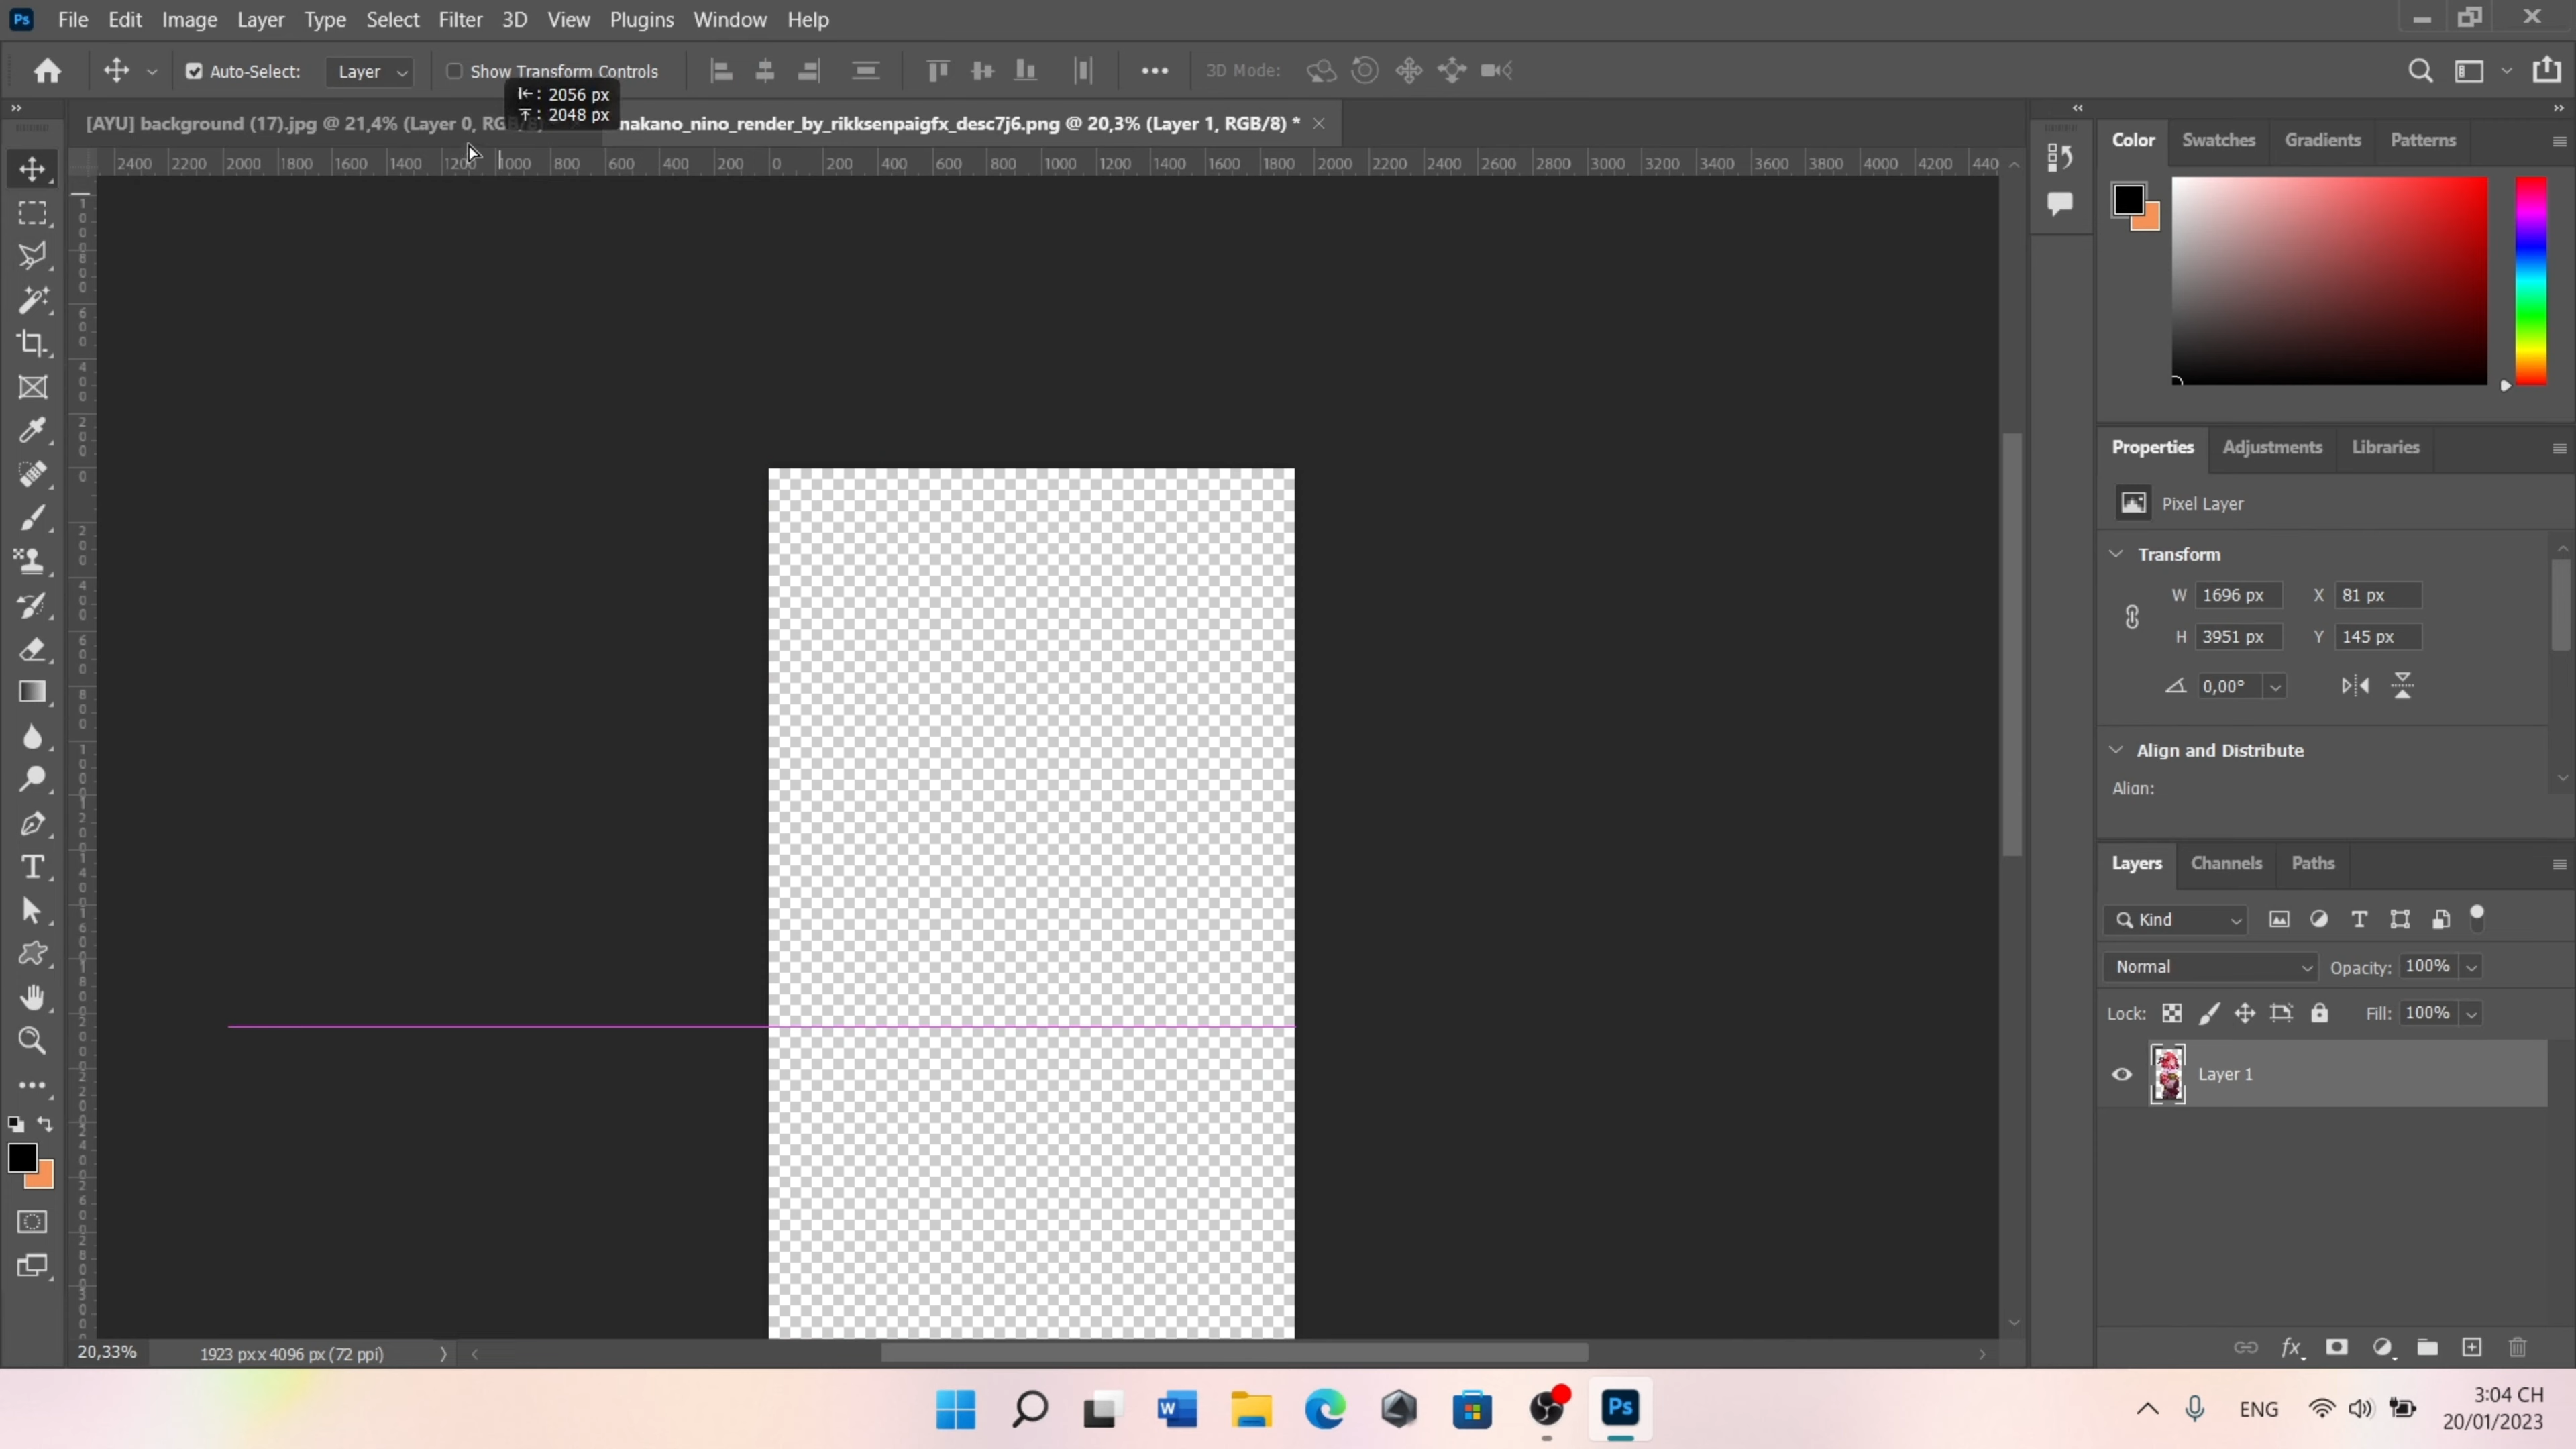 Ps File Edit Image Layer Type Select Filter 3D View Plugins Window Help
Auto-Select: Layer Show Transform Controls 3D Mode:
: 2056 px
: 2048 px
[AYU] background (17).jpg @ 21,4% (Layer 0, RGB/8) nakano_nino_render_by_rikksenpaigfx_desc7j6.png @ 20,3% (Layer 1, RGB/8) *
2400 2200 2000 1800 1600 1400 1200 1000 800 600 400 200 0 200 400 600 800 1000 1200 1400 1600 1800 2000 2200 2400 2600 2800 3000 3200 3400 3600 3800 4000 4200 440
Color Swatches Gradients Patterns
Properties Adjustments Libraries
Pixel Layer
Transform
W 1696 px X 81 px
H 3951 px Y 145 px
0,00°
Align and Distribute
Align:
Layers Channels Paths
Kind
Normal Opacity: 100%
Lock: Fill: 100%
Layer 1
20,33% 1923 px x 4096 px (72 ppi)
W Ps ENG
3:04 CH
20/01/2023